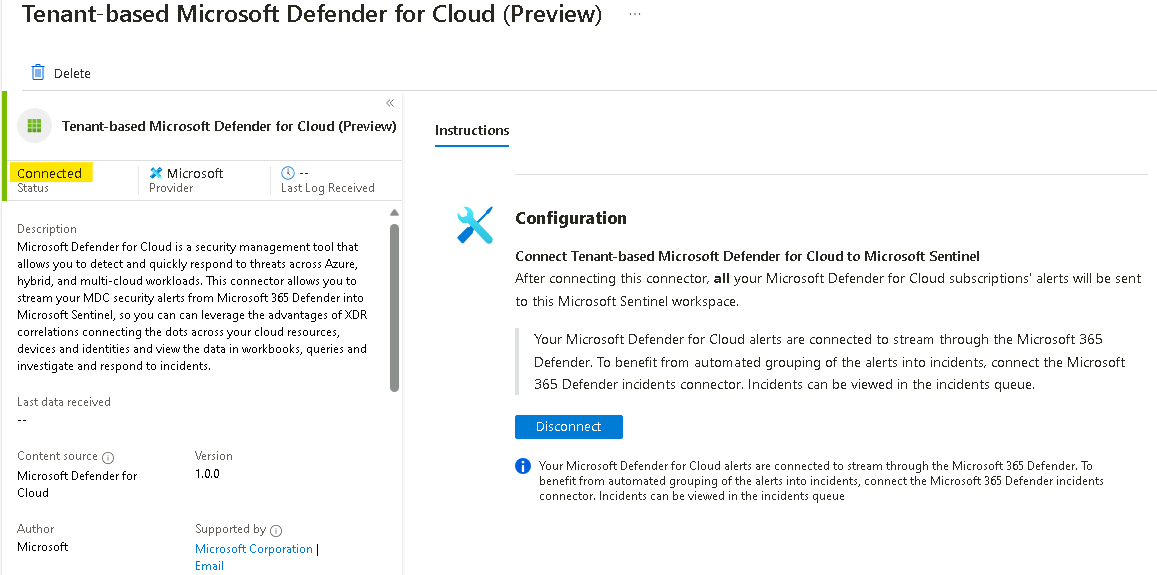 Tenant-based Microsoft Defender for Cloud (Preview) ...
Delete
«
Tenant-based Microsoft Defender for Cloud (Preview)
Connected
Status
Microsoft
Provider
--
Last Log Received
Description
Microsoft Defender for Cloud is a security management tool that
allows you to detect and quickly respond to threats across Azure,
hybrid, and multi-cloud workloads. This connector allows you to
stream your MDC security alerts from Microsoft 365 Defender into
Microsoft Sentinel, so you can can leverage the advantages of XDR
correlations connecting the dots across your cloud resources,
devices and identities and view the data in workbooks, queries and
investigate and respond to incidents.
Last data received
--
Content source
Microsoft Defender for
Cloud
Version
1.0.0
Author
Microsoft
Supported by
Microsoft Corporation |
Email
Instructions
Configuration
Connect Tenant-based Microsoft Defender for Cloud to Microsoft Sentinel
After connecting this connector, all your Microsoft Defender for Cloud subscriptions' alerts will be sent
to this Microsoft Sentinel workspace.
Your Microsoft Defender for Cloud alerts are connected to stream through the Microsoft 365
Defender. To benefit from automated grouping of the alerts into incidents, connect the Microsoft
365 Defender incidents connector. Incidents can be viewed in the incidents queue.
Disconnect
Your Microsoft Defender for Cloud alerts are connected to stream through the Microsoft 365 Defender. To
benefit from automated grouping of the alerts into incidents, connect the Microsoft 365 Defender incidents
connector. Incidents can be viewed in the incidents queue